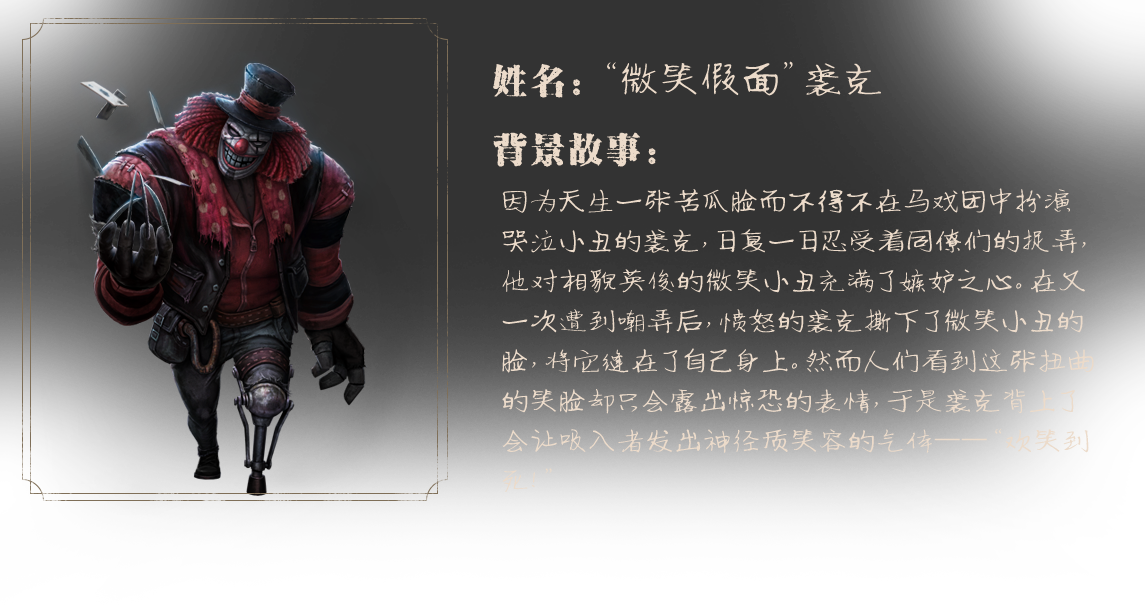 姓名：“微笑假面”裘克
背景故事：
因为天生一张苦瓜脸而不得不在马戏团中扮演
哭泣小丑的裘克，日复一日忍受着同僚们的捉弄，
他对相貌英俊的微笑小丑充满了嫉妒之心。在又
一次遭到嘲弄后，愤怒的裘克撕下了微笑小丑的
脸，将它缝在了自己身上。然而人们看到这张扭曲
的笑脸却只会露出惊恐的表情，于是裘克背上了
会让吸入者发出神经质笑容的气体——“欢笑到
死”